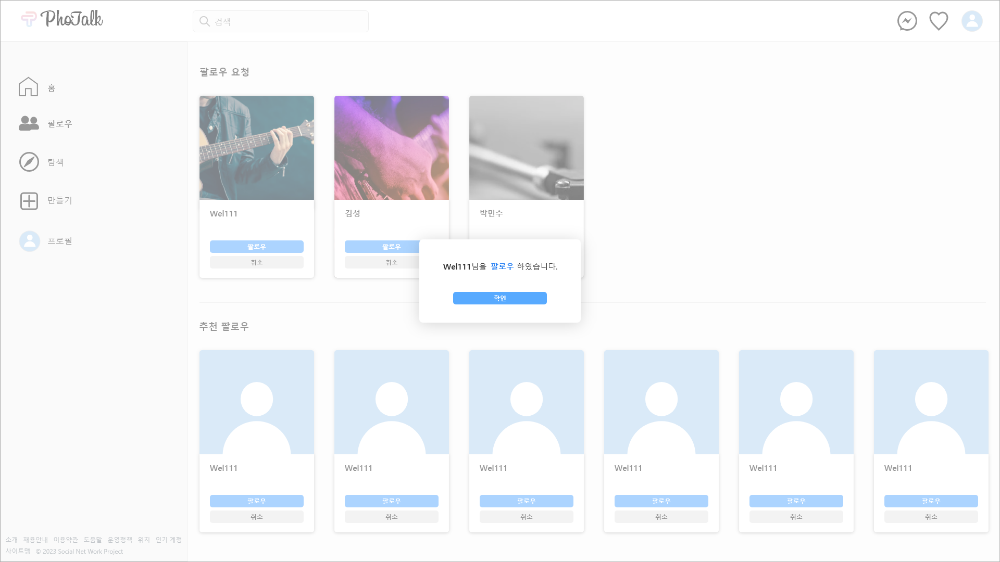 PhoTalk
검색
홈
팔로우
탐색
만들기
프로필
팔로우 요청
Wel111
팔로우
취소
김성
팔로우
취소
박민수
Wel111님을 팔로우 하였습니다.
확인
추천 팔로우
Wel111
팔로우
취소
Wel111
팔로우
취소
Wel111
팔로우
취소
Wel111
팔로우
취소
Wel111
팔로우
취소
Wel111
팔로우
취소
소개 채용안내 이용약관 도움말 운영정책 위치 인기 계정
사이트맵 © 2023 Social Net Work Project